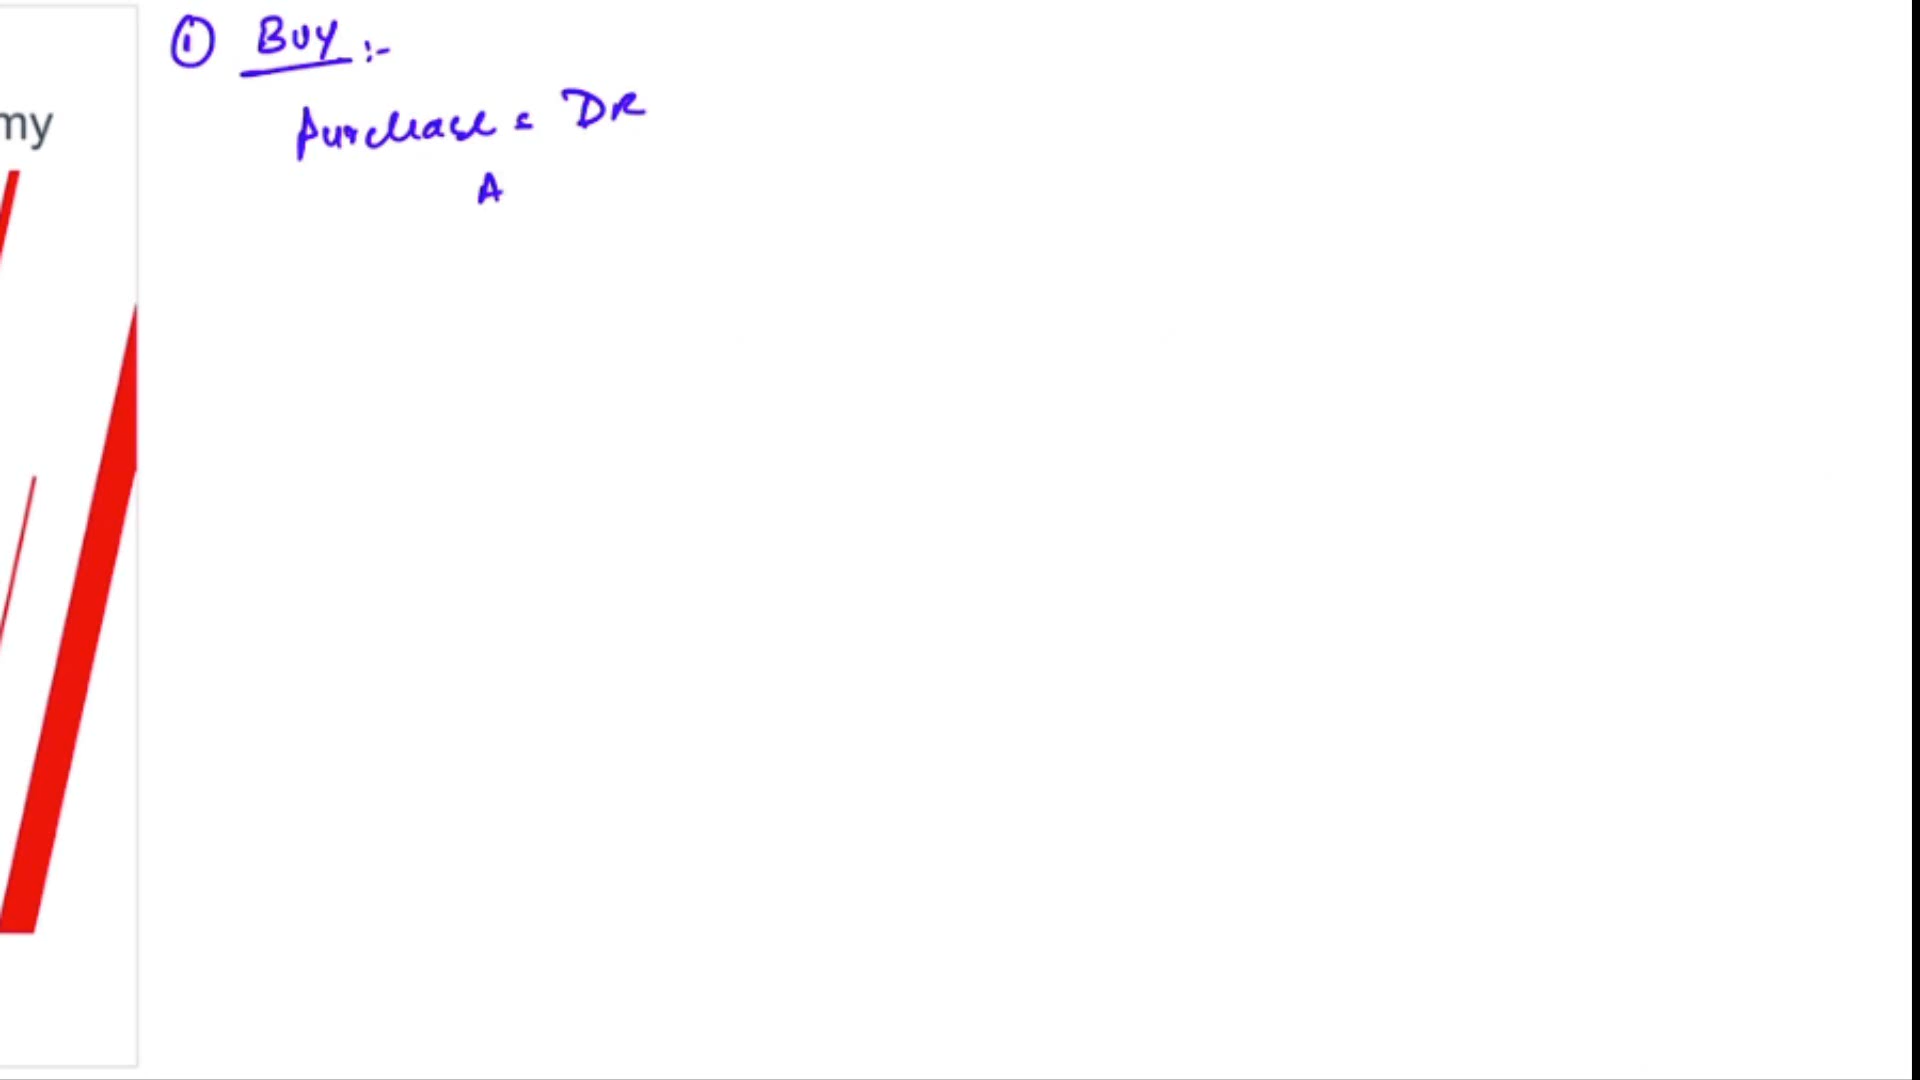 ① Buy :-
my
Purchase = DR
A